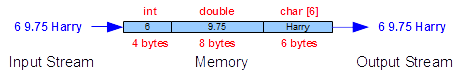 int double char [6]
6 9.75 Harry 6 9.75 Harry 6 9.75 Harry
4 bytes 8 bytes 6 bytes
Input Stream Memory Output Stream